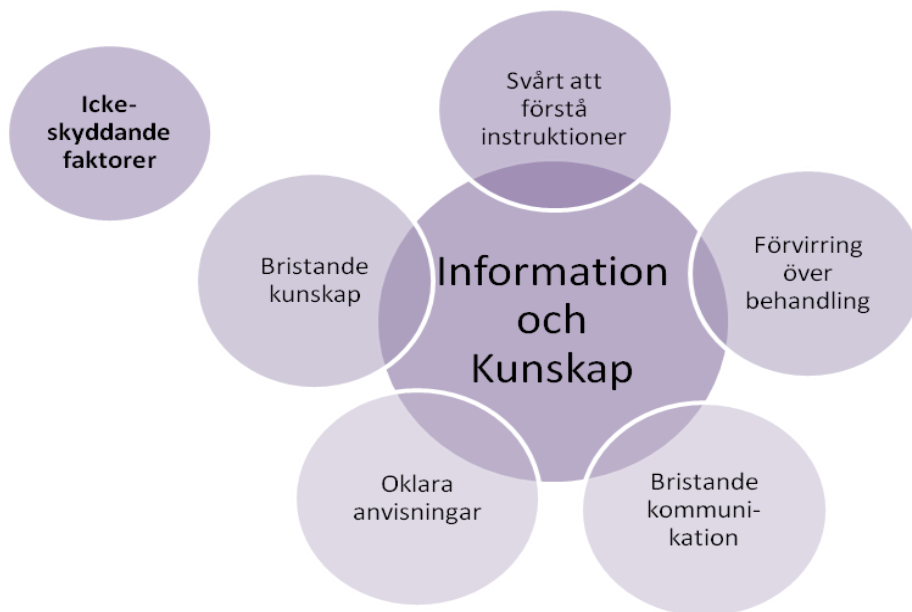 Icke-
skyddande
faktorer
Svårt att
förstå
instruktioner
Bristande
kunskap
Information
och
Kunskap
Förvirring
över
behandling
Oklara
anvisningar
Bristande
kommuni-
kation